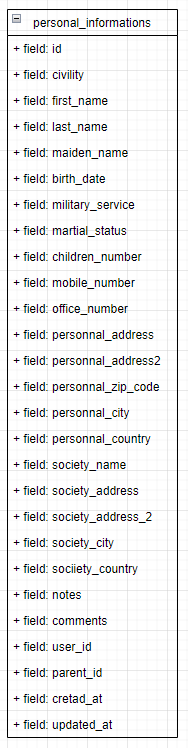 personal_informations
+ field: id
+ field: civility
+ field: first_name
+ field: last_name
+ field: maiden_name
+ field: birth_date
+ field: military_service
+ field: martial_status
+ field: children_number
+ field: mobile_number
+ field: office_number
+ field: personnal_address
+ field: personnal_address2
+ field: personnal_zip_code
+ field: personnal_city
+ field: personnal_country
+ field: society_name
+ field: society_address
+ field: society_address_2
+ field: society_city
+ field: sociiety_country
+ field: notes
+ field: comments
+ field: user_id
+ field: parent_id
+ field: cretad_at
+ field: updated_at